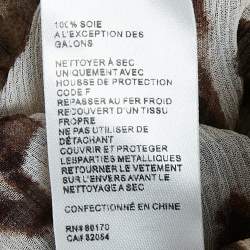 100% SOIE
A L'EXCEPTION DES
GALONS
NETTOYER A SEC
UNIQUEMENT AVEC
HOUSSE DE PROTECTION
CODE F
REPASSER AU FER FROID
RECOUVERT D'UN TISSU
PROPRE
NE PAS UTILISER DE
DÉTACHANT
COUVRIR ET PROTEGER
LES PARTIES METALLIQUES
RETOURNER LE VETEMENT
SUR L'ENVERS AVANT LE
NETTOYAGE A SEC
CONFECTIONNÉ EN CHINE
RN# 80170
CA# 32054